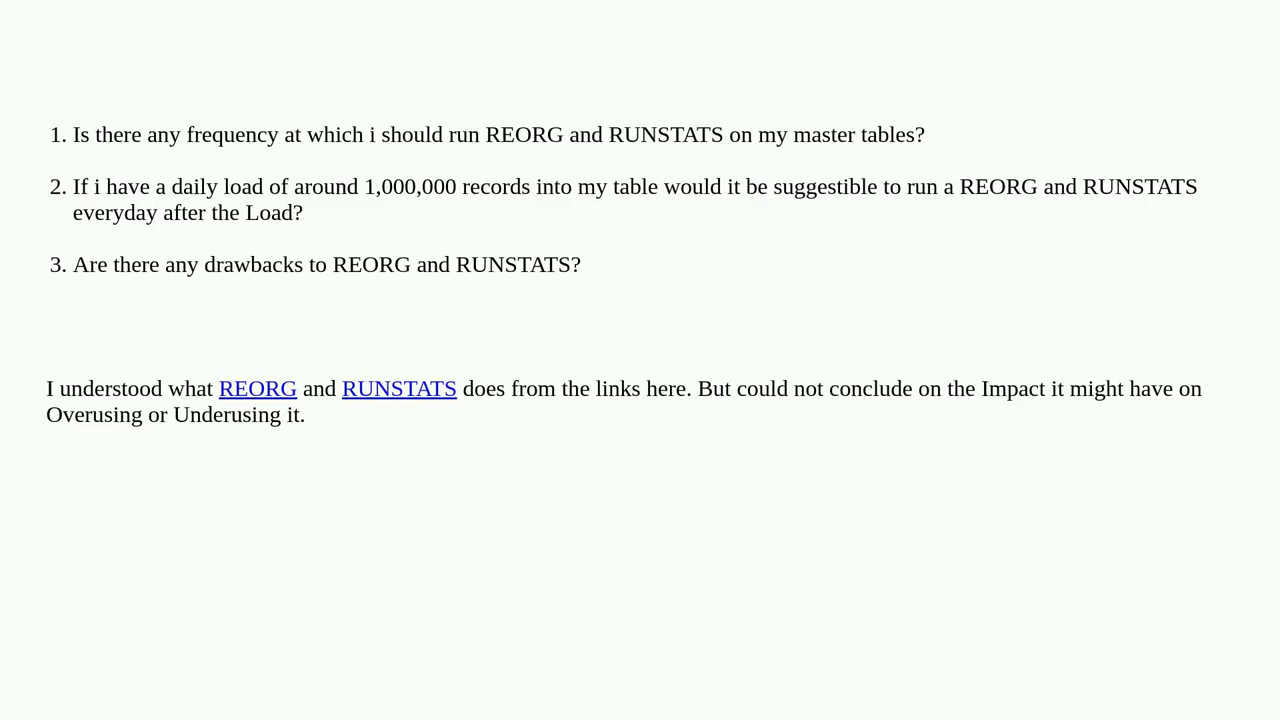 1. Is there any frequency at which i should run REORG and RUNSTATS on my master tables?
2. If i have a daily load of around 1,000,000 records into my table would it be suggestible to run a REORG and RUNSTATS
everyday after the Load?
3. Are there any drawbacks to REORG and RUNSTATS?
I understood what REORG and RUNSTATS does from the links here. But could not conclude on the Impact it might have on
Overusing or Underusing it.